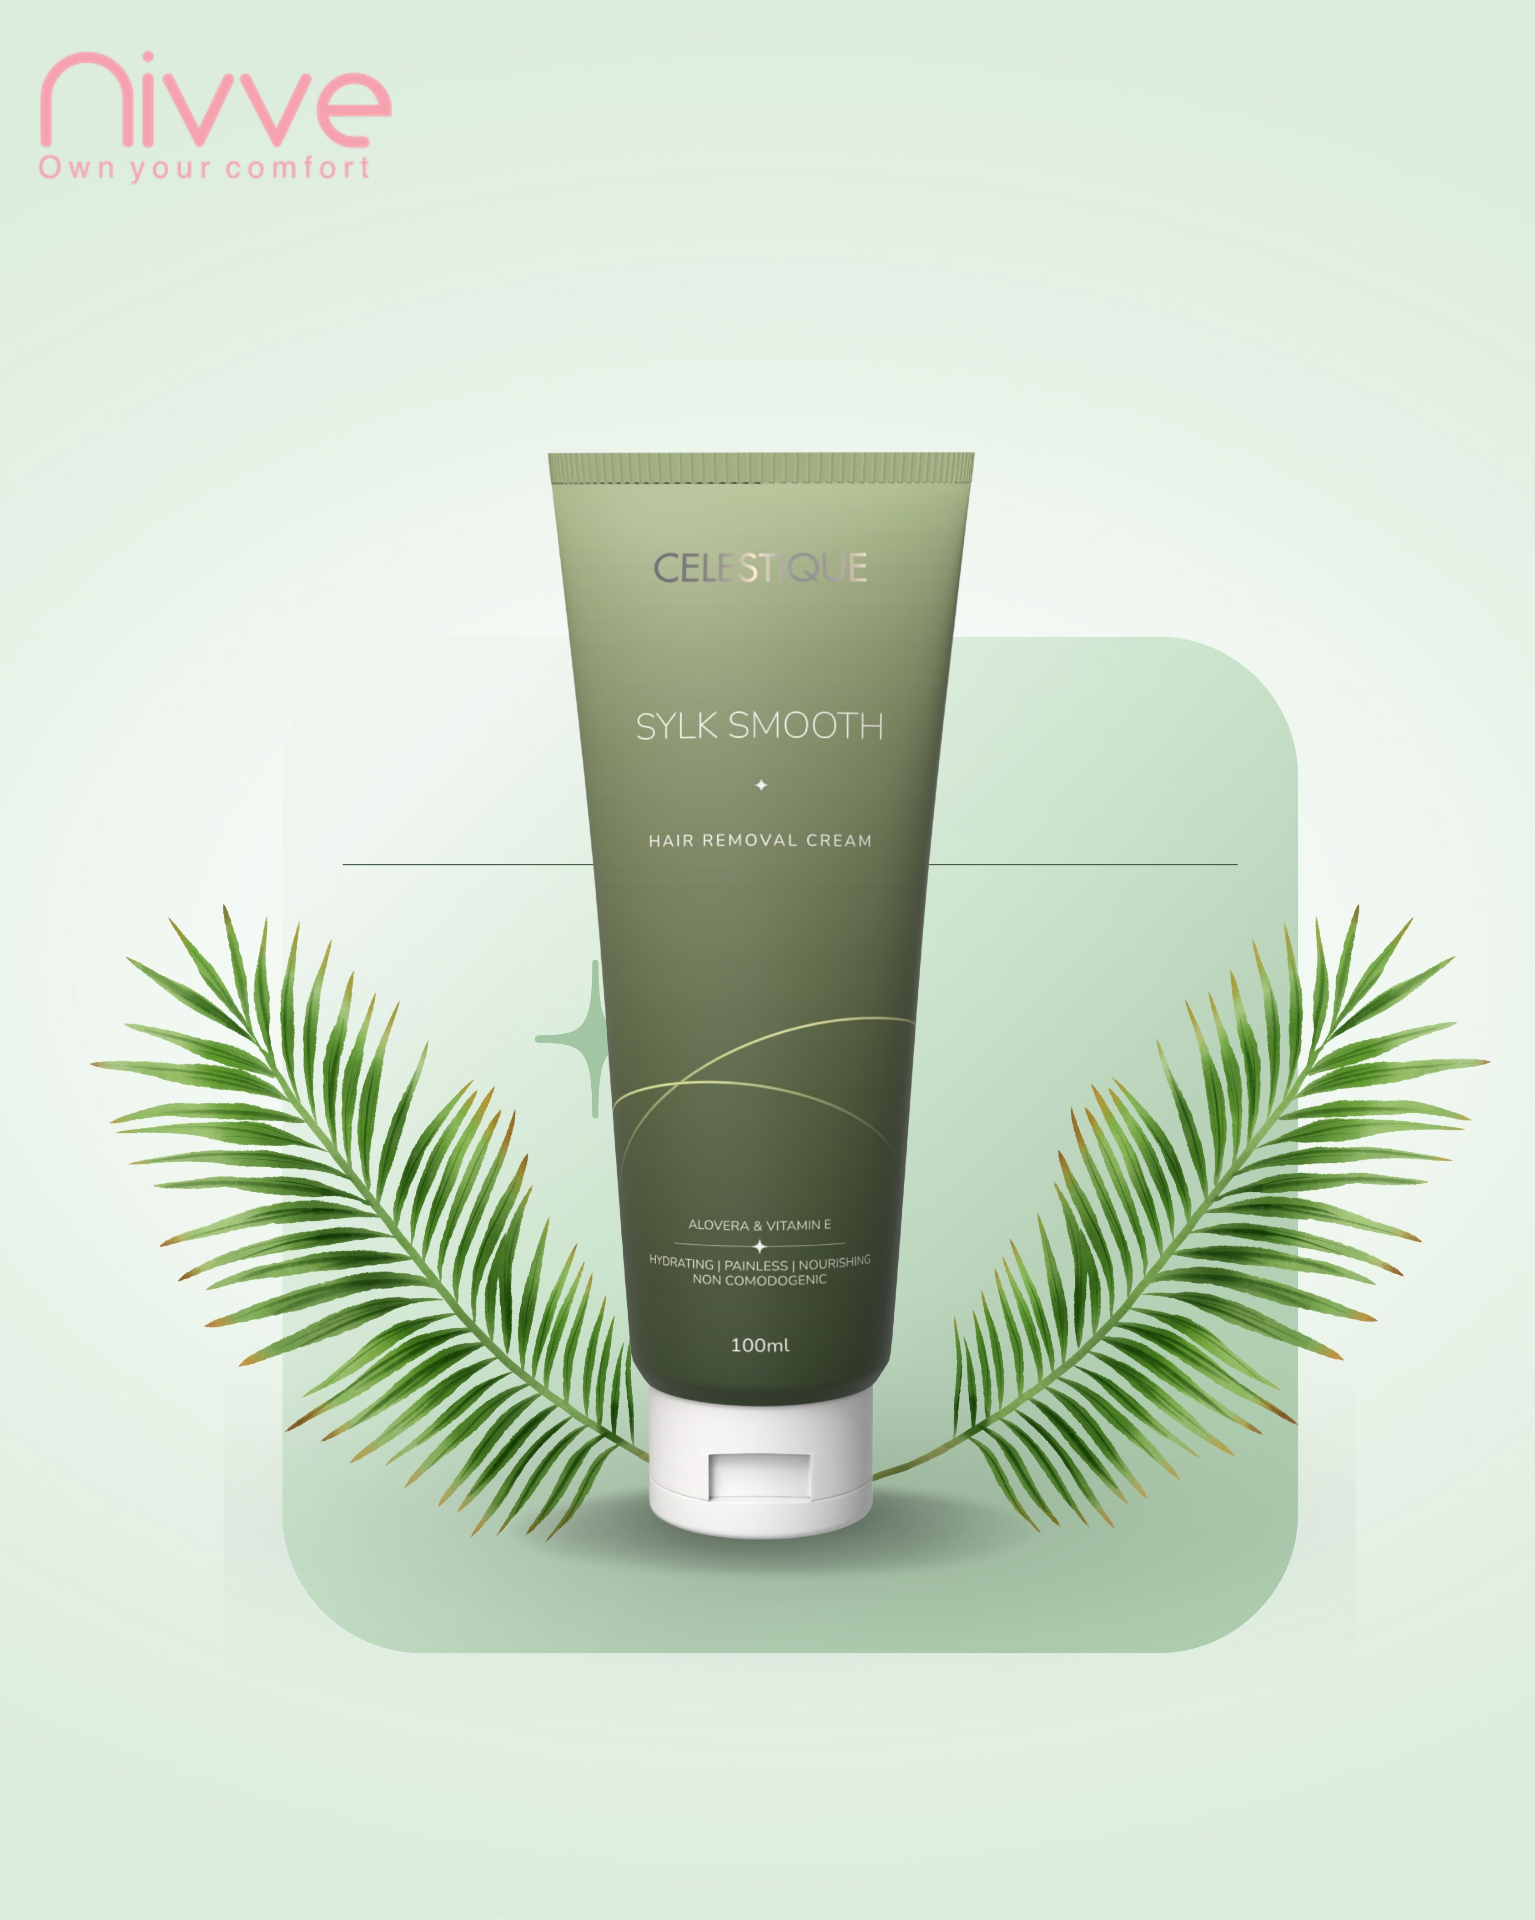 nivve
Own your comfort
CELESTIQUE
SYLK SMOOTH
HAIR REMOVAL CREAM
ALOVERA & VITAMIN E
HYDRATING | PAINLESS | NOURISHING
NON COMODOGENIC
100ml